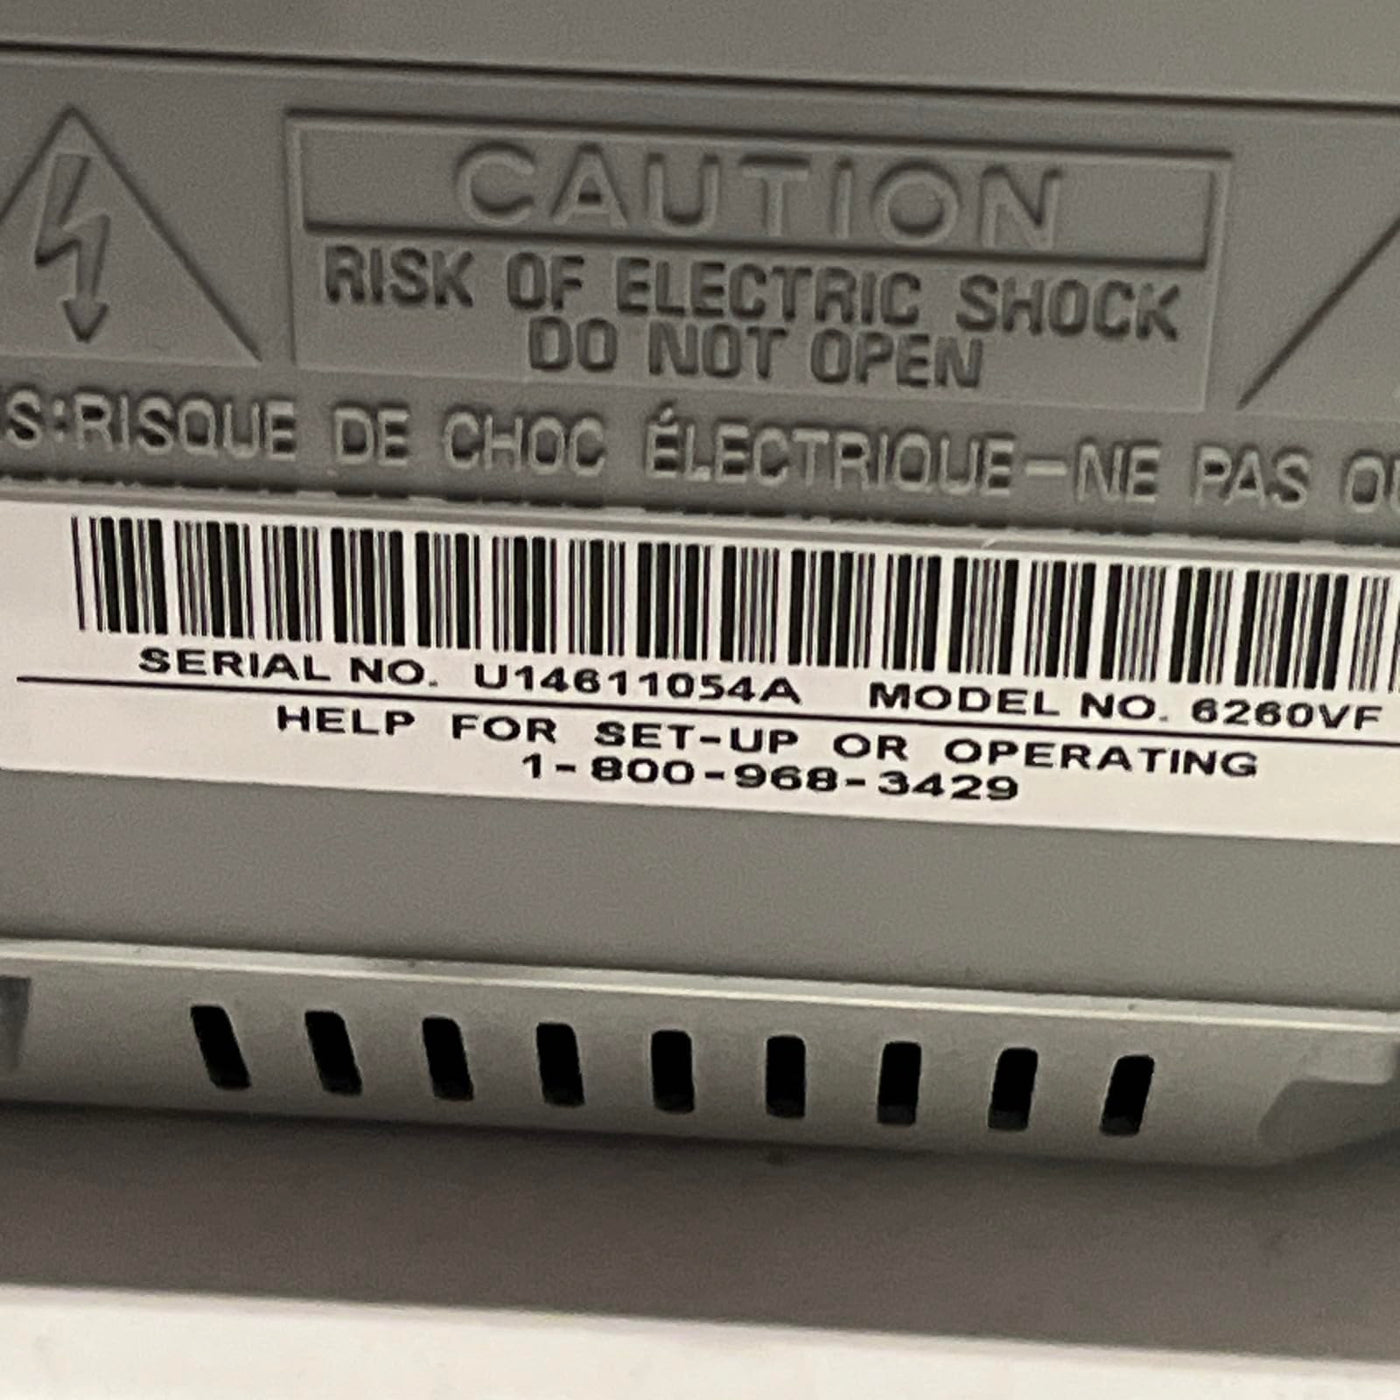 CAUTION
RISK OF ELECTRIC SHOCK
DO NOT OPEN
RISQUE DE CHOC ÉLECTRIQUE-NE PAS
SERIAL NO. U14611054A MODEL NO. 6260VF
HELP FOR SET-UP OR OPERATING
1-800-968-3429